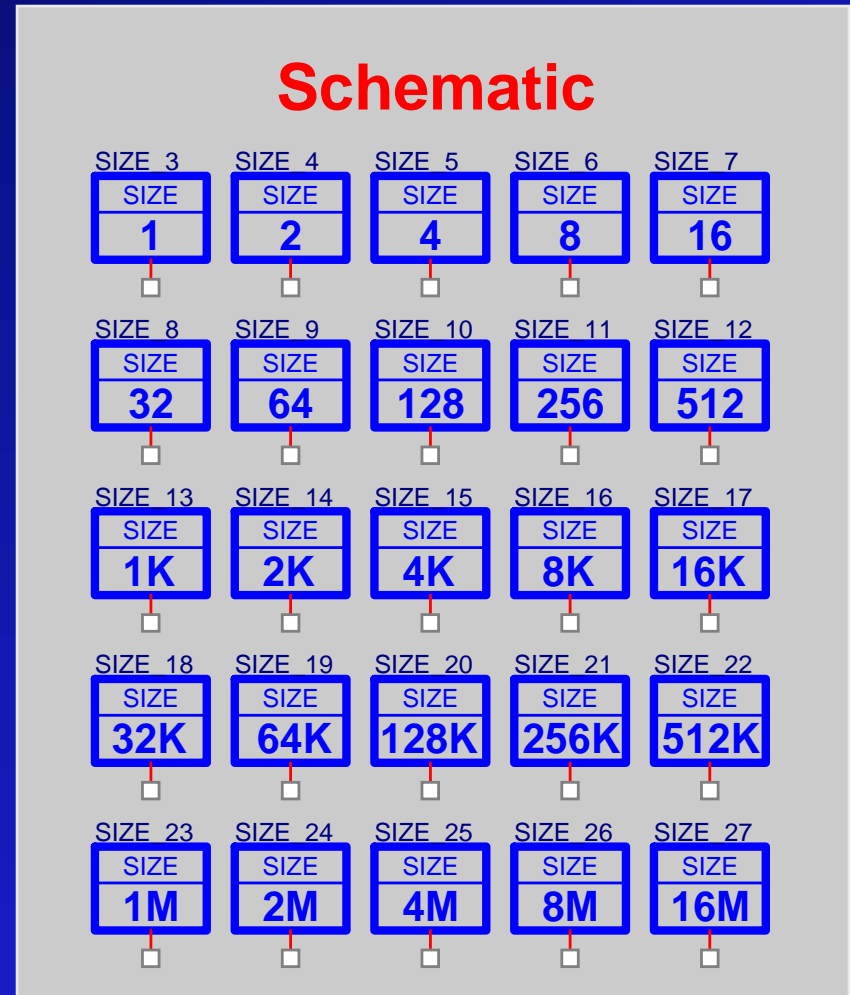 Schematic
SIZE_3 SIZE_4 SIZE_5 SIZE_6 SIZE_7
SIZE SIZE SIZE SIZE SIZE
1 2 4 8 16
SIZE_8 SIZE_9 SIZE_10 SIZE_11 SIZE_12
SIZE SIZE SIZE SIZE SIZE
32 64 128 256 512
SIZE_13 SIZE_14 SIZE_15 SIZE_16 SIZE_17
SIZE SIZE SIZE SIZE SIZE
1K 2K 4K 8K 16K
SIZE_18 SIZE_19 SIZE_20 SIZE_21 SIZE_22
SIZE SIZE SIZE SIZE SIZE
32K 64K 128K 256K 512K
SIZE_23 SIZE_24 SIZE_25 SIZE_26 SIZE_27
SIZE SIZE SIZE SIZE SIZE
1M 2M 4M 8M 16M